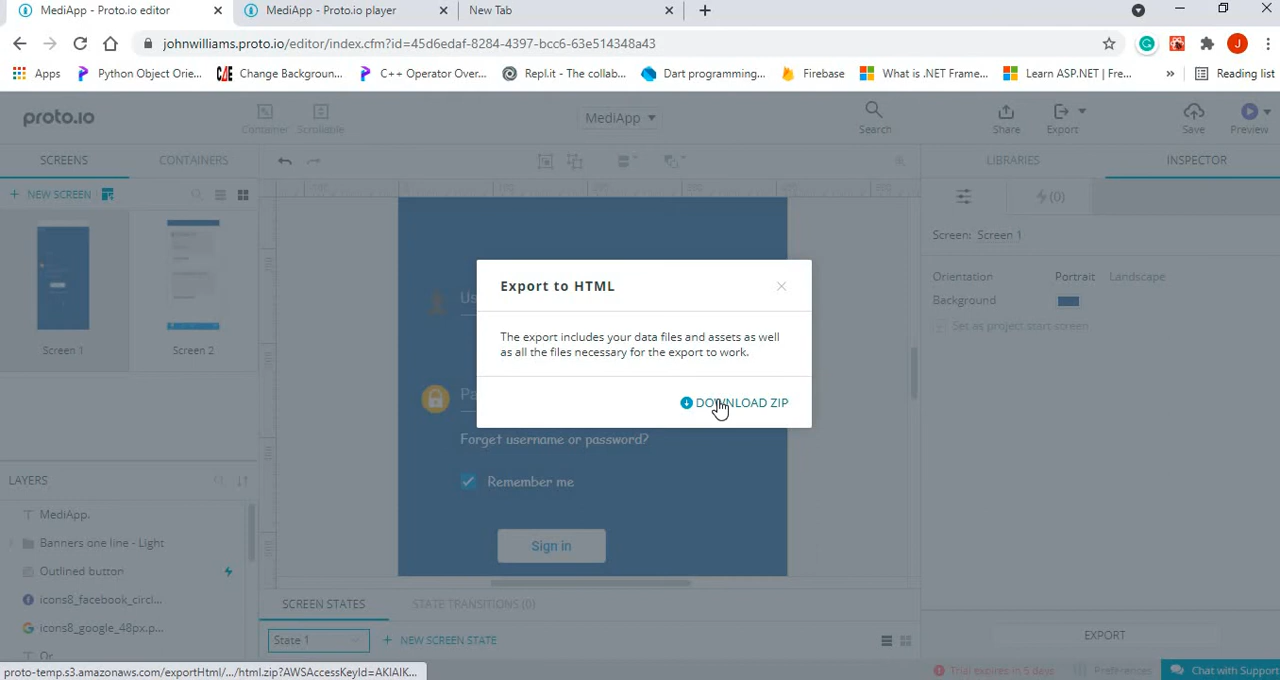 MediApp - Proto.io editor
MediApp - Proto.io player
New Tab
johnwilliams.proto.io/editor/index.cfm?id=45d6edaf-8284-4397-bcc6-63e514348a43
J
Apps
Python Object Orie...
Change Backgroun...
C++ Operator Over...
Repl.it - The collab...
Dart programming...
Firebase
What is .NET Frame...
Learn ASP.NET | Fre...
»
Reading list
proto.io
Container
Scrollable
MediApp
Search
Share
Export
Save
Preview
SCREENS
CONTAINERS
LIBRARIES
INSPECTOR
+ NEW SCREEN
(0)
Screen: Screen 1
Orientation
Portrait
Landscape
Background
Set as project start screen
Screen 1
Screen 2
Export to HTML
The export includes your data files and assets as well
as all the files necessary for the export to work.
DOWNLOAD ZIP
Forget username or password?
Remember me
Sign in
LAYERS
MediApp.
Banners one line - Light
Outlined button
icons8_facebook_circl...
icons8_google_48px.p...
Or
SCREEN STATES
STATE TRANSITIONS (0)
State 1
+ NEW SCREEN STATE
EXPORT
Trial expires in 5 days
Preferences
Chat with Support
proto-temp.s3.amazonaws.com/exportHtml/.../html.zip?AWSAccessKeyId=AKIAIK...